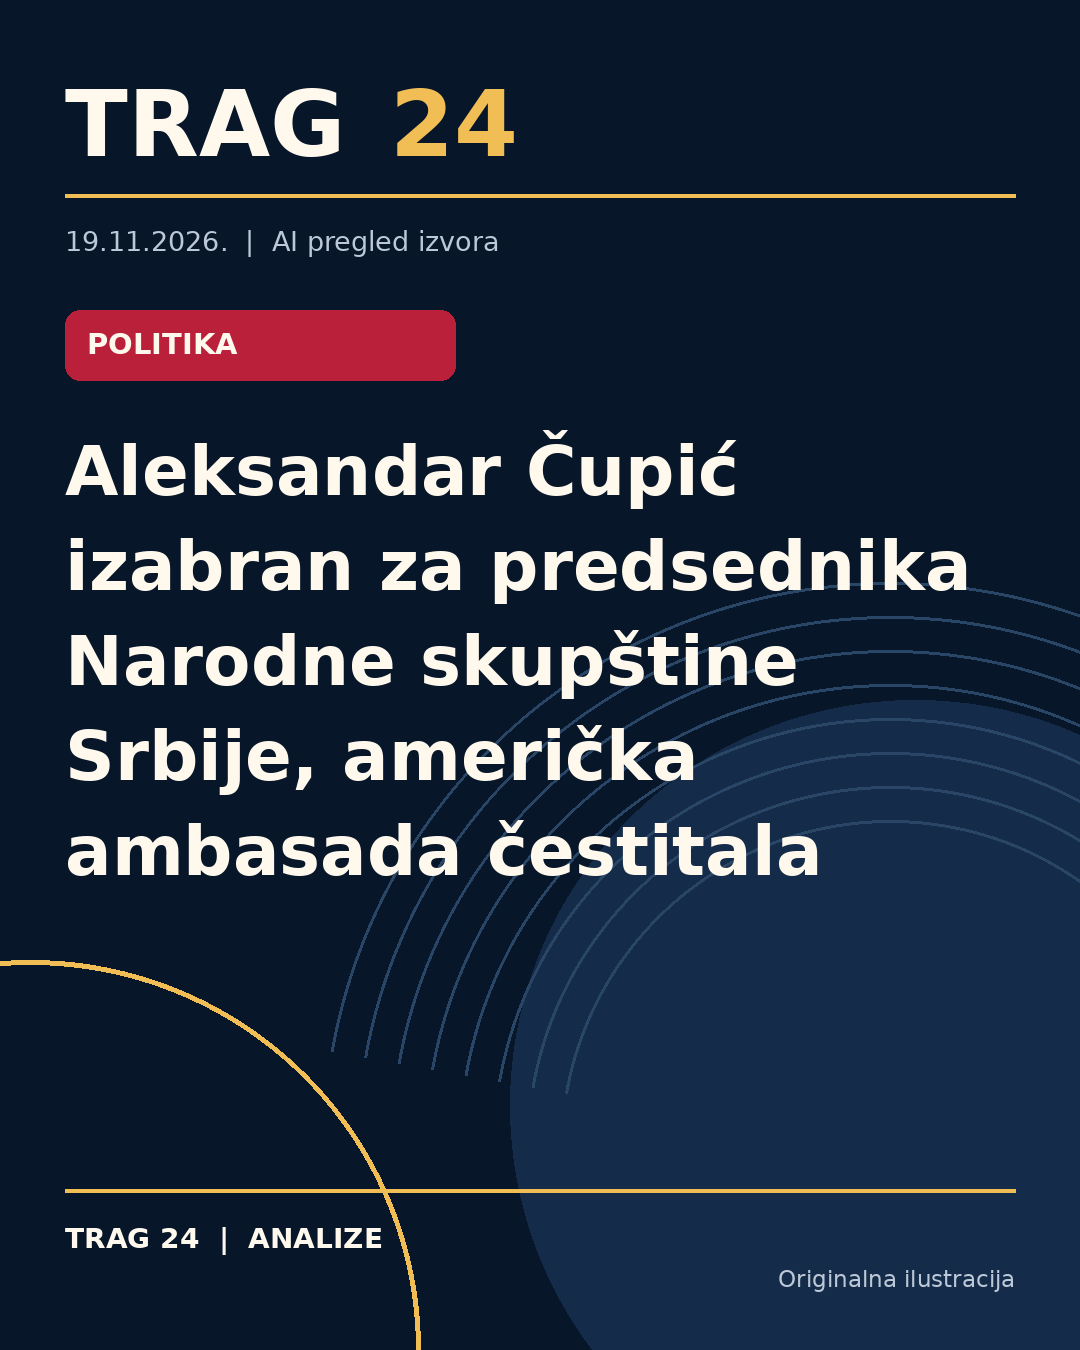 TRAG 24
19.11.2026. | AI pregled izvora
POLITIKA
Aleksandar Čupić
izabran za predsednika
Narodne skupštine
Srbije, američka
ambasada čestitala
TRAG 24 | ANALIZE
Originalna ilustracija